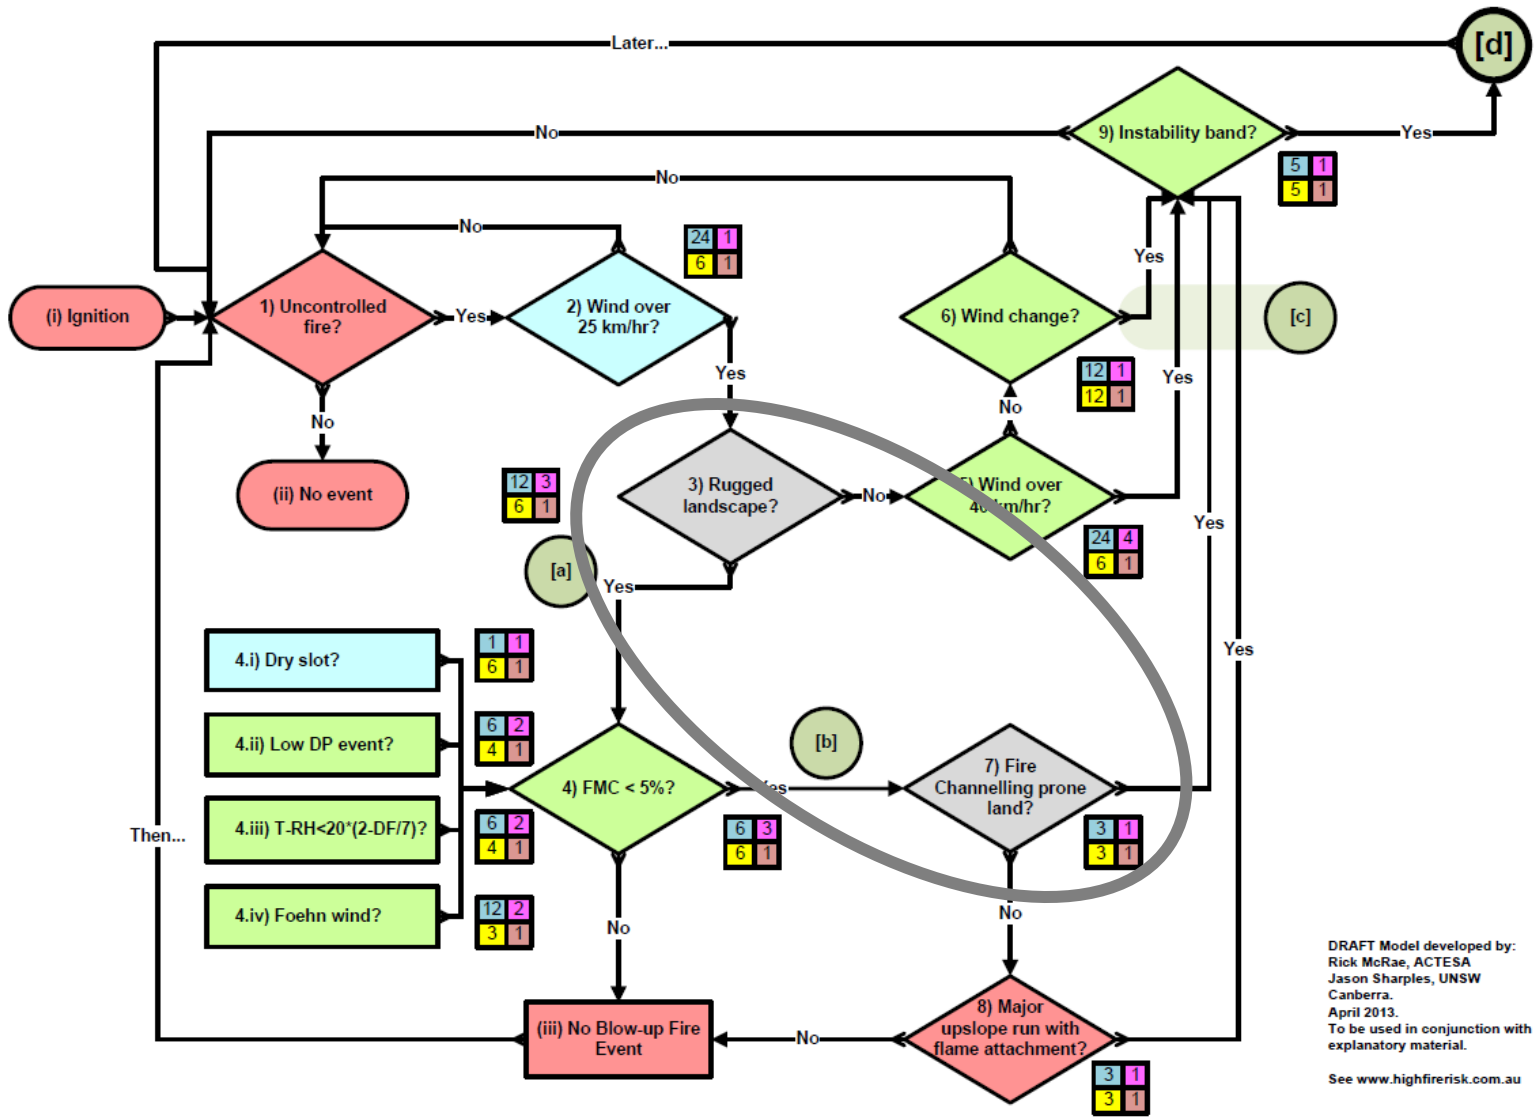 Later...
[d]
No
9) Instability band?
Yes
5 1
5 1
No
No
24 1
6 1
Yes
(i) Ignition
1) Uncontrolled
fire?
Yes
2) Wind over
25 km/hr?
6) Wind change?
[c]
Yes
12 1
12 1
Yes
No
No
(ii) No event
12 3
6 1
3) Rugged
landscape?
No
5) Wind over
40 km/hr?
24 4
6 1
Yes
[a]
Yes
Yes
4.i) Dry slot?
1 1
6 1
4.ii) Low DP event?
6 2
4 1
[b]
4) FMC < 5%?
Yes
7) Fire
Channelling prone
land?
4.iii) T-RH<20*(2-DF/7)?
6 2
4 1
6 3
6 1
3 1
3 1
Then...
4.iv) Foehn wind?
12 2
3 1
No
No
(iii) No Blow-up Fire
Event
No
8) Major
upslope run with
flame attachment?
3 1
3 1
DRAFT Model developed by:
Rick McRae, ACTESA
Jason Sharples, UNSW
Canberra.
April 2013.
To be used in conjunction with
explanatory material.
See www.highfirerisk.com.au